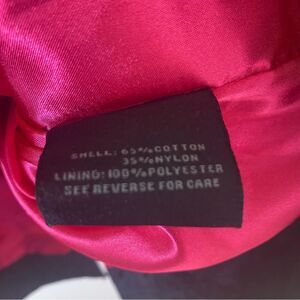 SHELL: 65%COTTON
35%NYLON
LINING: 100%POLYESTER
SEE REVERSE FOR CARE